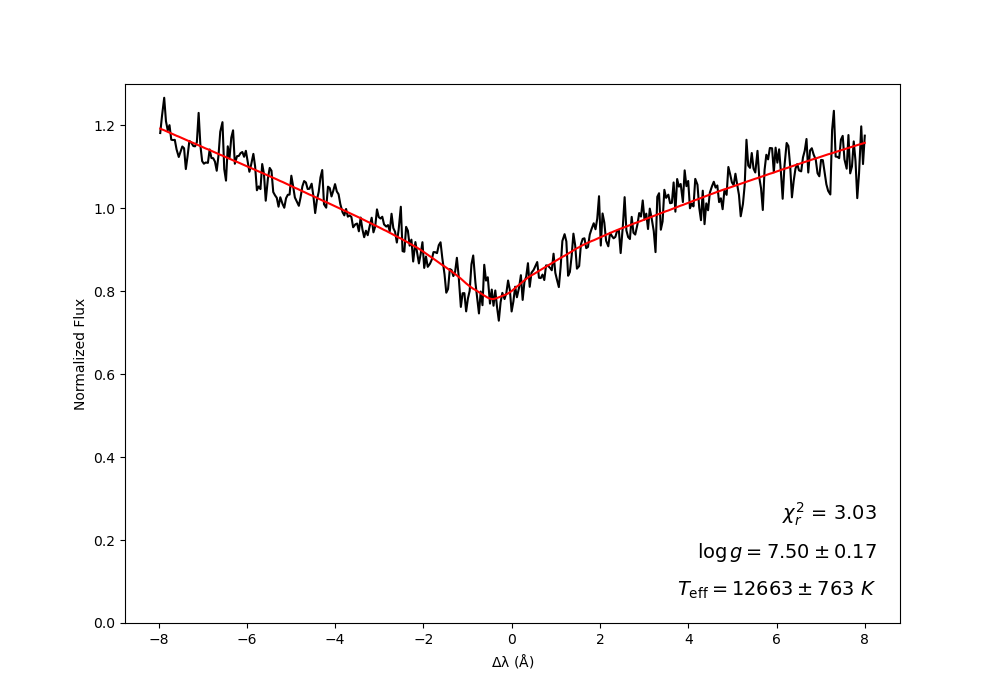 1.2
1.0
0.8
0.6
0.4
0.2
0.0
Normalized Flux
χ²ᵣ = 3.03
log g = 7.50 ± 0.17
T_eff = 12663 ± 763 K
−8 −6 −4 −2 0 2 4 6 8
Δλ (Å)